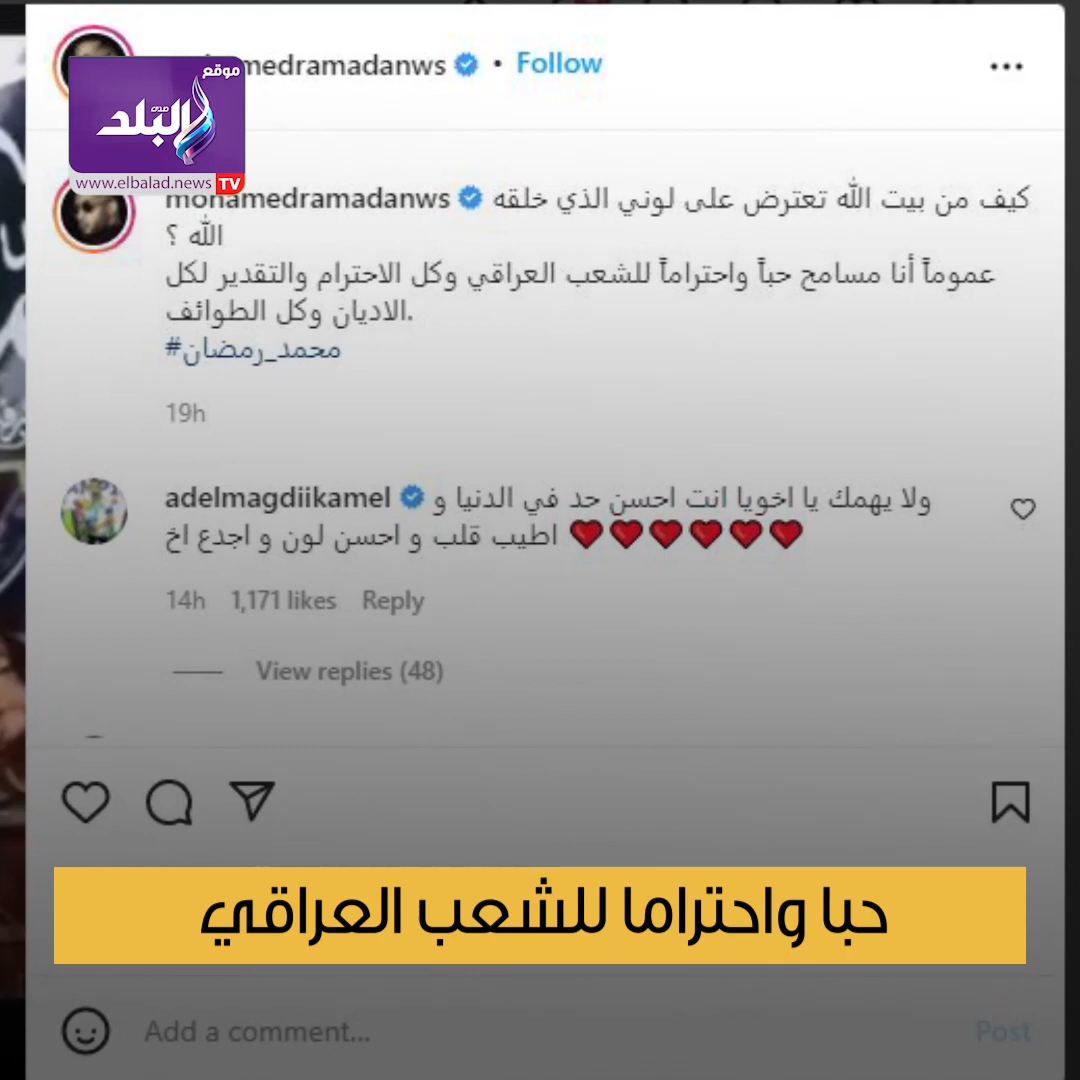 medramadanws • Follow
موقع
صدى البلد
www.elbalad.news TV
mohamedramadanws كيف من بيت الله تعترض على لوني الذي خلقه
الله ؟
عموماً أنا مسامح حباً واحتراماً للشعب العراقي وكل الاحترام والتقدير لكل
الاديان وكل الطوائف.
#محمد_رمضان
19h
adelmagdiikamel ولا يهمك يا اخويا انت احسن حد في الدنيا و
اطيب قلب و احسن لون و اجدع اخ ❤❤❤❤❤❤
14h 1,171 likes Reply
View replies (48)
حبا واحتراما للشعب العراقي
Add a comment... Post